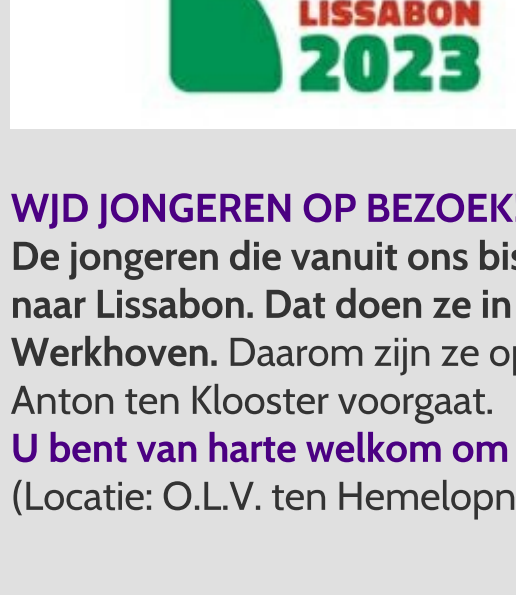 LISSABON
2023
WJD JONGEREN OP BEZOEK
De jongeren die vanuit ons bis
naar Lissabon. Dat doen ze in
Werkhoven. Daarom zijn ze op
Anton ten Klooster voorgaat.
U bent van harte welkom om
(Locatie: O.L.V. ten Hemelopn